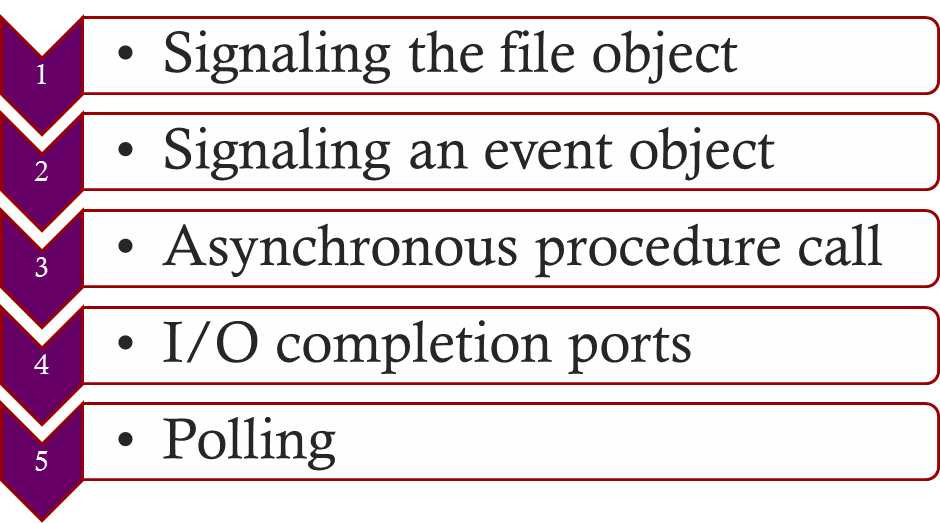 1 • Signaling the file object
2 • Signaling an event object
3 • Asynchronous procedure call
4 • I/O completion ports
5 • Polling